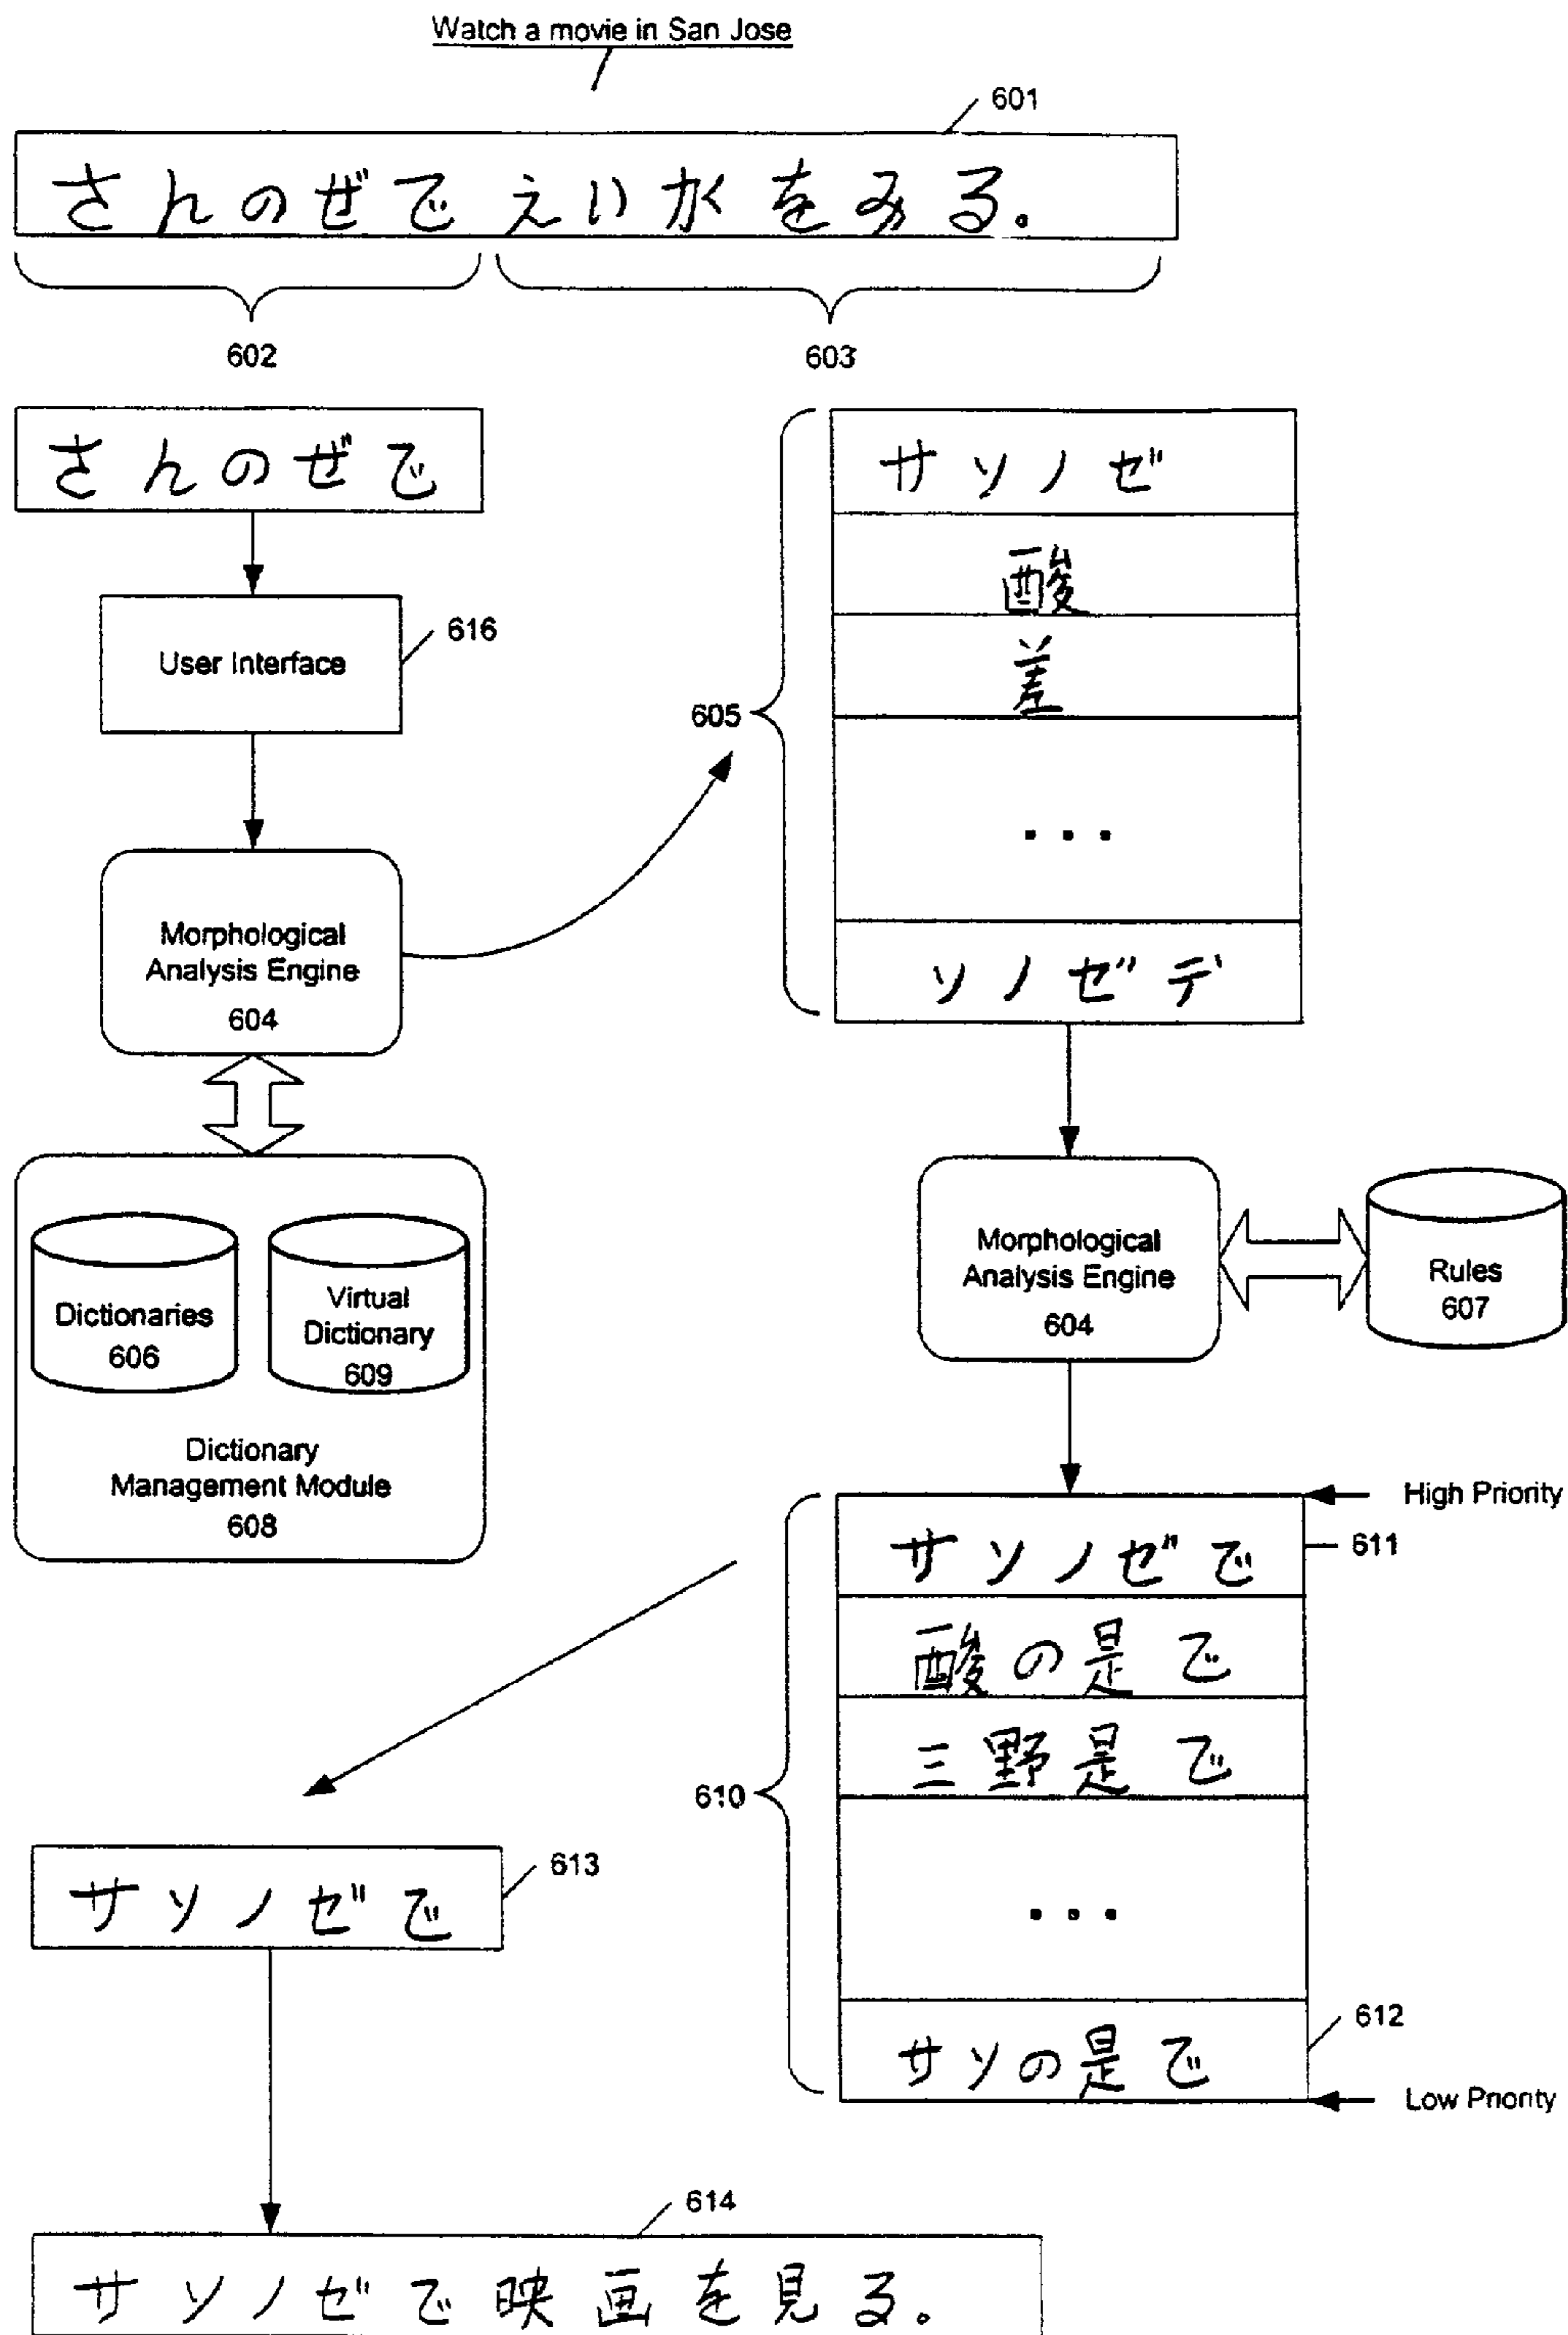 Watch a movie in San Jose
601
さんのぜでえいがをみる。
602
603
さんのぜで
616
User Interface
Morphological
Analysis Engine
604
Dictionaries
606
Virtual
Dictionary
609
Dictionary
Management Module
608
605
サソノゼ
酸
差
...
ソノゼデ
Morphological
Analysis Engine
604
Rules
607
High Priority
611
610
サソノゼで
酸の是で
三野是で
...
サソの是で
612
Low Priority
613
サソノゼで
614
サソノゼで映画を見る。